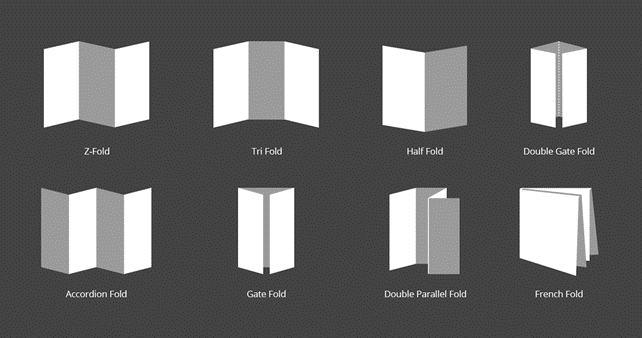 Z-Fold
Tri Fold
Half Fold
Double Gate Fold
Accordion Fold
Gate Fold
Double Parallel Fold
French Fold